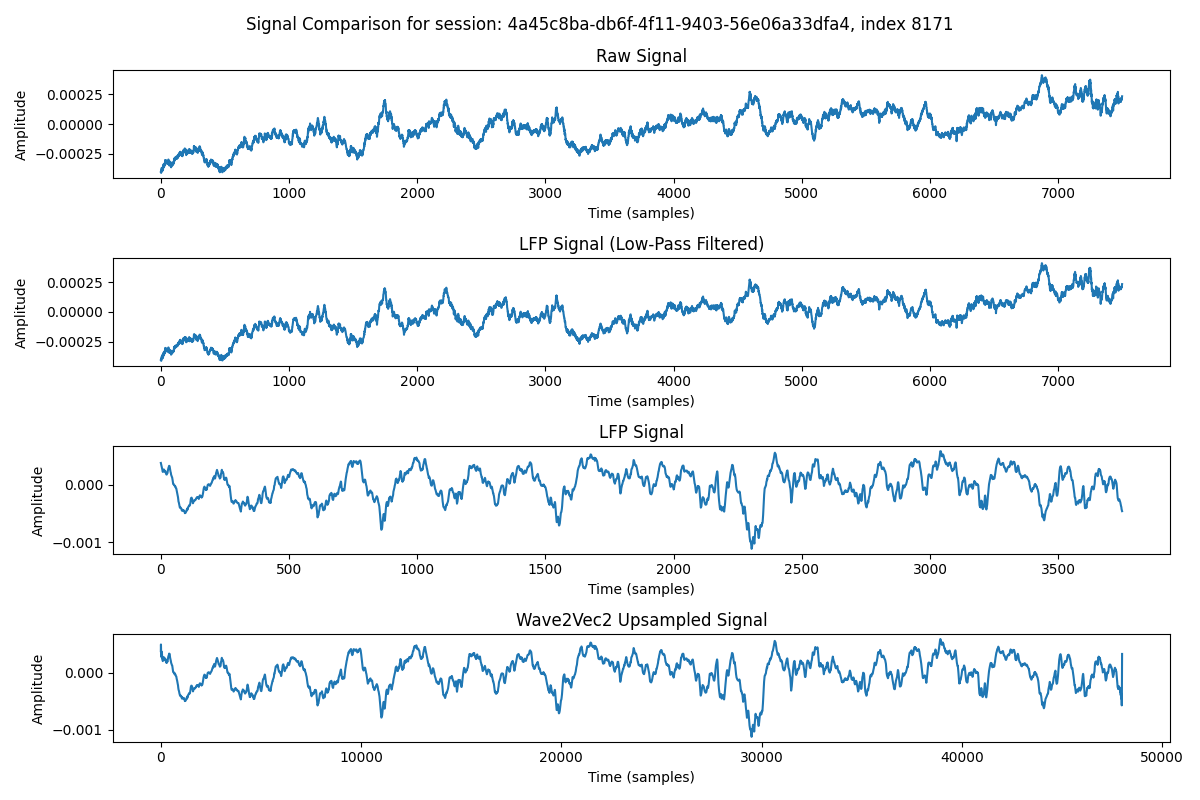 Signal Comparison for session: 4a45c8ba-db6f-4f11-9403-56e06a33dfa4, index 8171
Raw Signal
Amplitude
0.00025
0.00000
−0.00025
0 1000 2000 3000 4000 5000 6000 7000
Time (samples)
LFP Signal (Low-Pass Filtered)
Amplitude
0.00025
0.00000
−0.00025
0 1000 2000 3000 4000 5000 6000 7000
Time (samples)
LFP Signal
Amplitude
0.000
−0.001
0 500 1000 1500 2000 2500 3000 3500
Time (samples)
Wave2Vec2 Upsampled Signal
Amplitude
0.000
−0.001
0 10000 20000 30000 40000 50000
Time (samples)